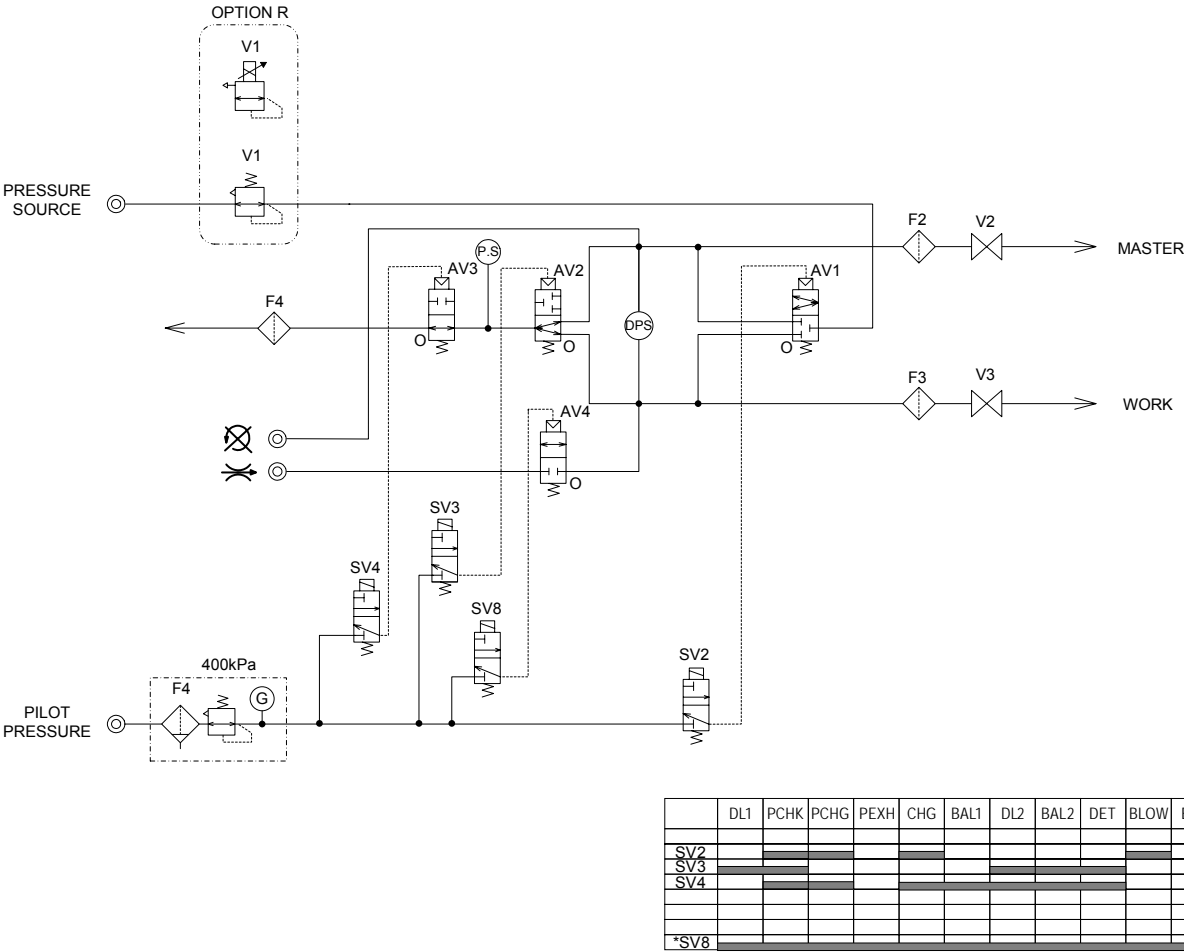 OPTION R
V1
V1
PRESSURE
SOURCE
F2
V2
MASTER
P.S
AV3
AV2
AV1
F4
O
O
DPS
O
F3
V3
WORK
AV4
O
SV3
SV4
SV8
SV2
400kPa
F4
G
PILOT
PRESSURE
DL1 PCHK PCHG PEXH CHG BAL1 DL2 BAL2 DET BLOW
SV2
SV3
SV4
*SV8